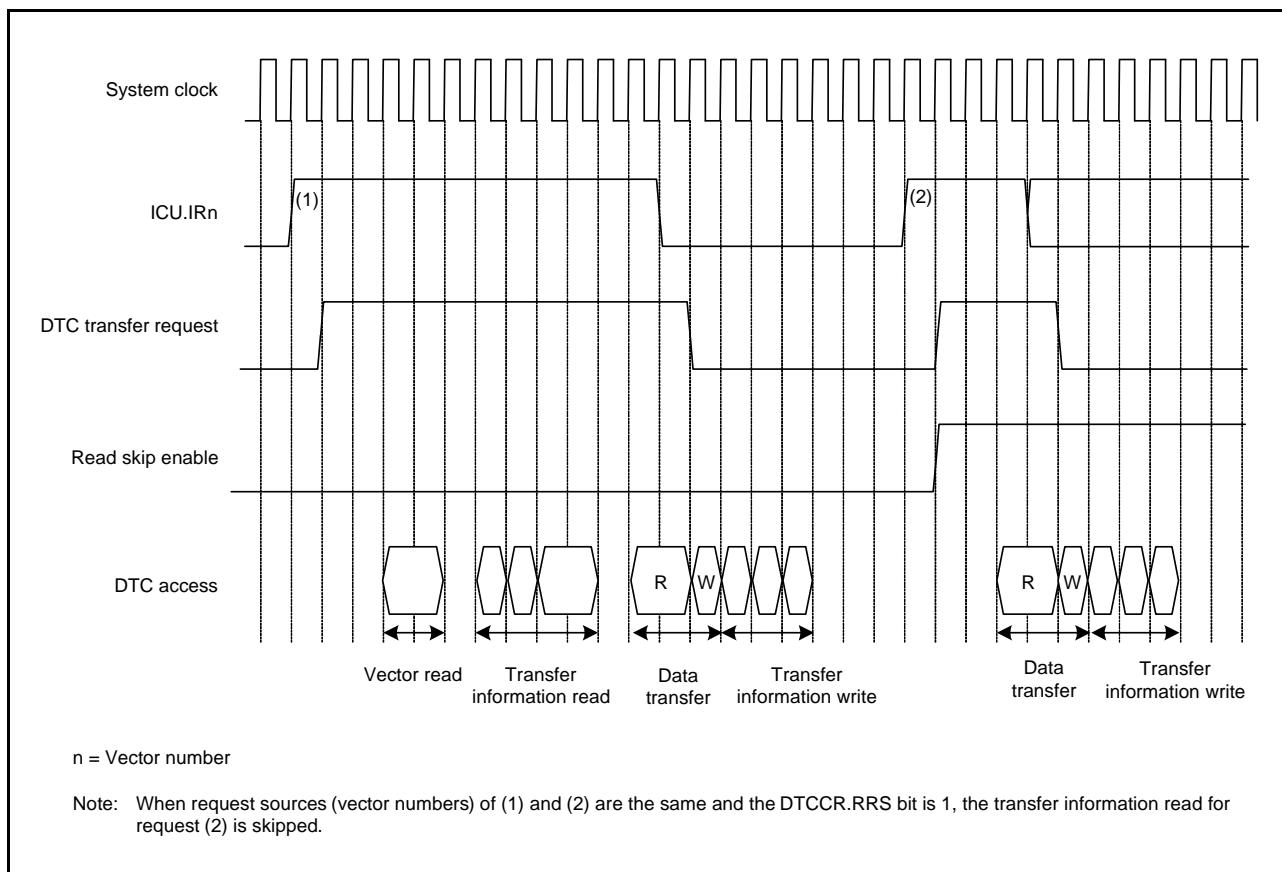 System clock
ICU.IRn
(1)
(2)
DTC transfer request
Read skip enable
DTC access
R
W
R
W
Vector read
Transfer
information read
Data
transfer
Transfer
information write
Data
transfer
Transfer
information write
n = Vector number
Note: When request sources (vector numbers) of (1) and (2) are the same and the DTCCR.RRS bit is 1, the transfer information read for
request (2) is skipped.